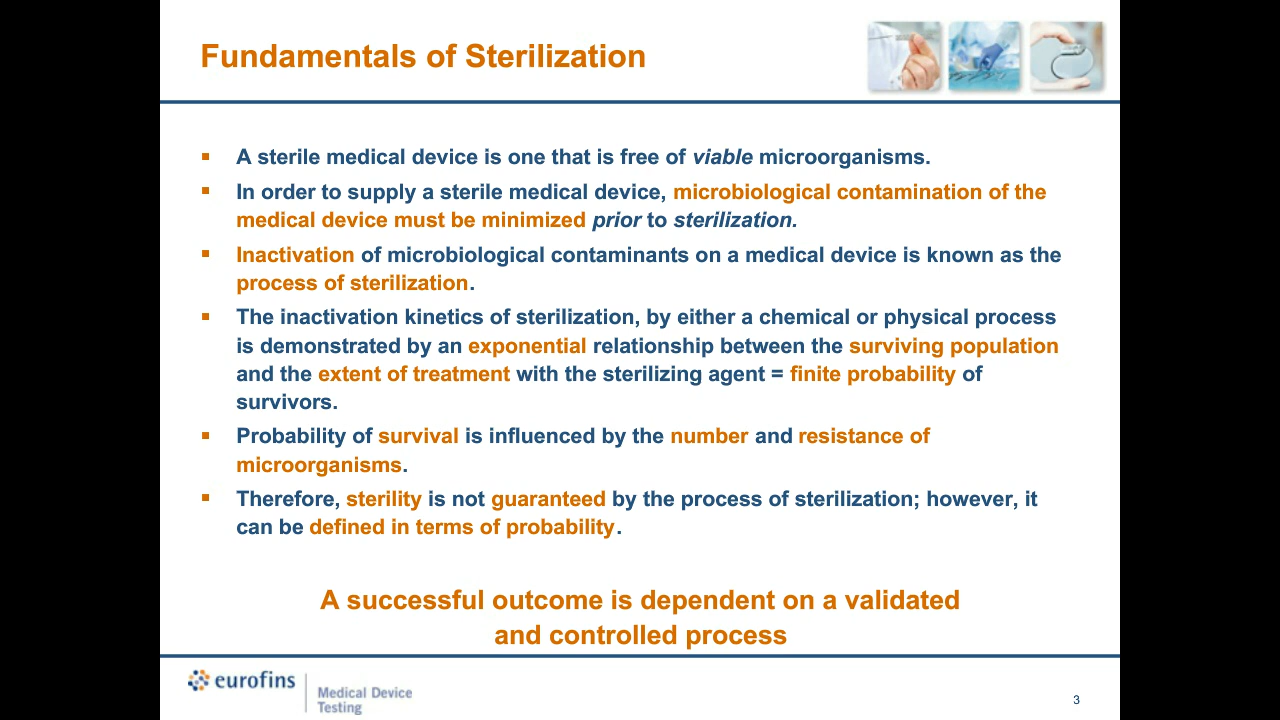 Fundamentals of Sterilization
▪ A sterile medical device is one that is free of viable microorganisms.
▪ In order to supply a sterile medical device, microbiological contamination of the
medical device must be minimized prior to sterilization.
▪ Inactivation of microbiological contaminants on a medical device is known as the
process of sterilization.
▪ The inactivation kinetics of sterilization, by either a chemical or physical process
is demonstrated by an exponential relationship between the surviving population
and the extent of treatment with the sterilizing agent = finite probability of
survivors.
▪ Probability of survival is influenced by the number and resistance of
microorganisms.
▪ Therefore, sterility is not guaranteed by the process of sterilization; however, it
can be defined in terms of probability.
A successful outcome is dependent on a validated
and controlled process
eurofins
Medical Device
Testing
3